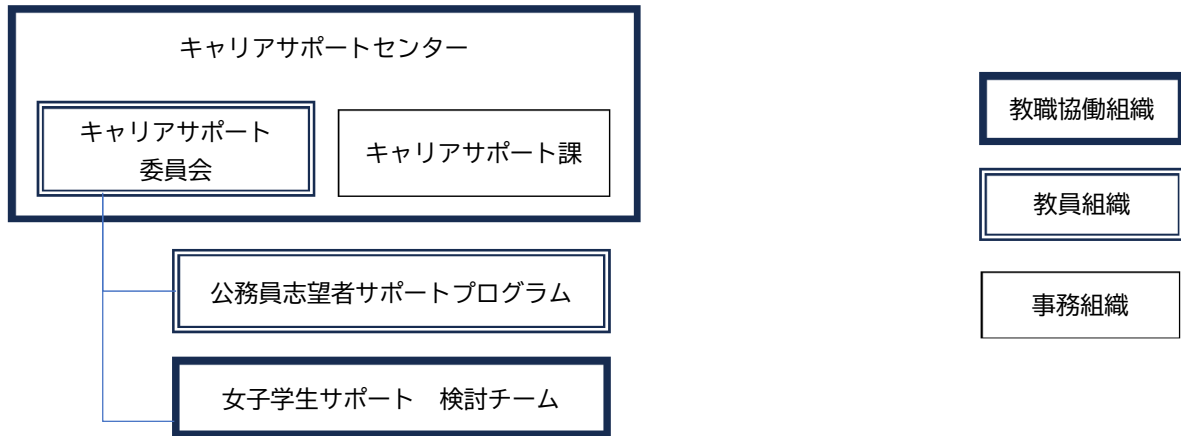 キャリアサポートセンター
キャリアサポート
委員会
キャリアサポート課
公務員志望者サポートプログラム
女子学生サポート　検討チーム
教職協働組織
教員組織
事務組織